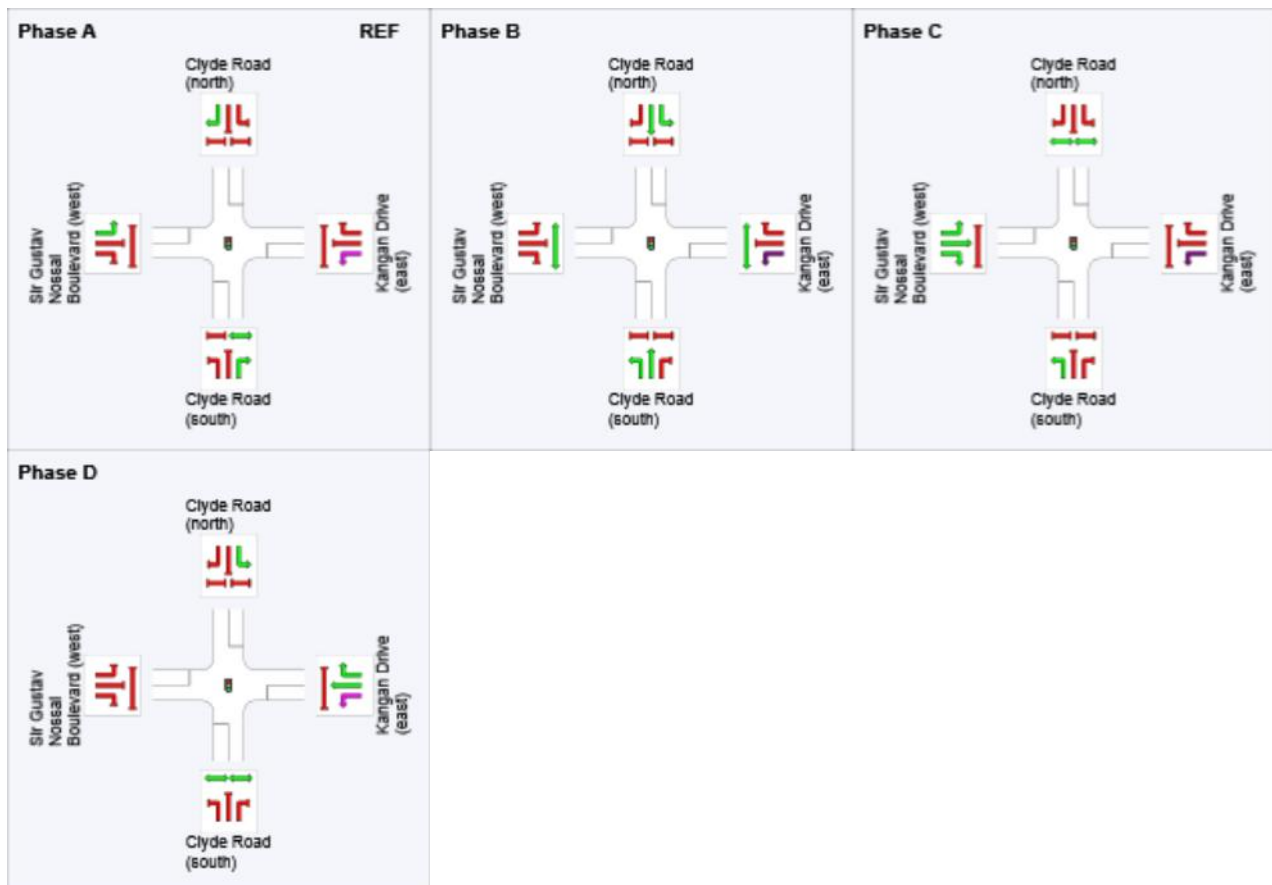 Phase A
REF
Clyde Road
(north)
Sir Gustav
Nossal
Boulevard (west)
Kangan Drive
(east)
Clyde Road
(south)
Phase B
Clyde Road
(north)
Sir Gustav
Nossal
Boulevard (west)
Kangan Drive
(east)
Clyde Road
(south)
Phase C
Clyde Road
(north)
Sir Gustav
Nossal
Boulevard (west)
Kangan Drive
(east)
Clyde Road
(south)
Phase D
Clyde Road
(north)
Sir Gustav
Nossal
Boulevard (west)
Kangan Drive
(east)
Clyde Road
(south)